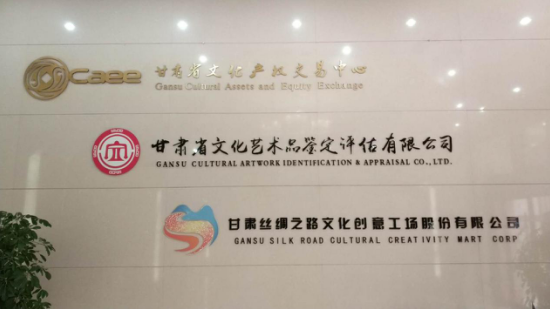 Caee 甘肃省文化产权交易中心
Gansu Cultural Assets and Equity Exchange
甘肃省文化艺术品鉴定评估有限公司
GANSU CULTURAL ARTWORK IDENTIFICATION & APPRAISAL CO., LTD.
甘肃丝绸之路文化创意工场股份有限公司
GANSU SILK ROAD CULTURAL CREATIVITY MART CORP